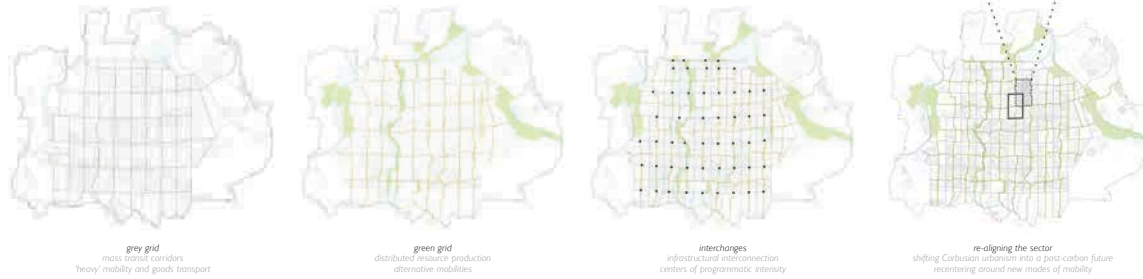 grey grid
mass transit corridors
'heavy' mobility and goods transport
green grid
distributed resource production
alternative mobilities
interchanges
infrastructural interconnection
centers of programmatic intensity
re-aligning the sector
shifting Corbusian urbanism into a post-carbon future
recentering around new modes of mobility